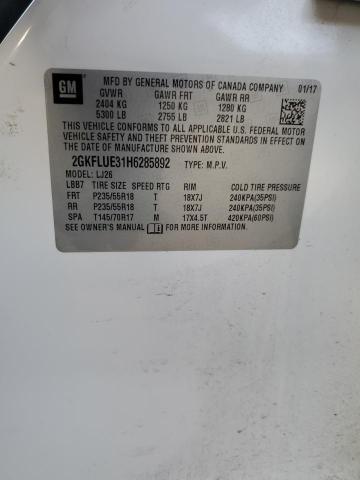 GM
MFD BY GENERAL MOTORS OF CANADA COMPANY 01/17
GVWR GAWR FRT GAWR RR
2404 KG 1250 KG 1280 KG
5300 LB 2755 LB 2821 LB
THIS VEHICLE CONFORMS TO ALL APPLICABLE
U.S. FEDERAL MOTOR
VEHICLE SAFETY AND THEFT PREVENTION STANDARDS
IN EFFECT ON THE
DATE OF MANUFACTURE SHOWN ABOVE.
2GKFLUE31H6285892 TYPE: M.P.V.
MODEL: LJ26
LBB7 TIRE SIZE SPEED RTG RIM COLD TIRE PRESSURE
FRT P235/55R18 T 18X7J 240KPA(35PSI)
RR P235/55R18 T 18X7J 240KPA(35PSI)
SPA T145/70R17 M 17X4.5T 420KPA(60PSI)
SEE OWNER'S MANUAL FOR MORE INFORMATION.